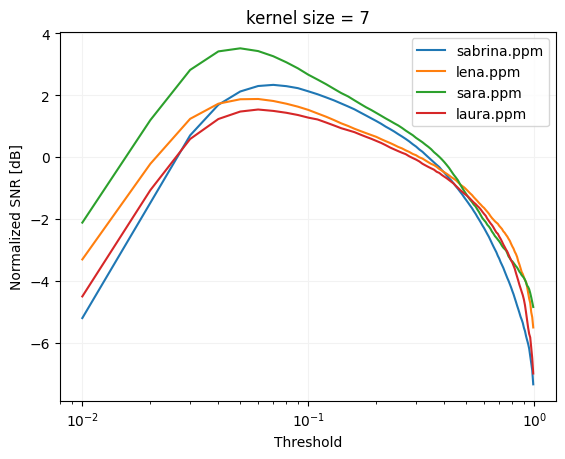 kernel size = 7
Normalized SNR [dB]
4
2
0
−2
−4
−6
sabrina.ppm
lena.ppm
sara.ppm
laura.ppm
10⁻² 10⁻¹ 10⁰
Threshold